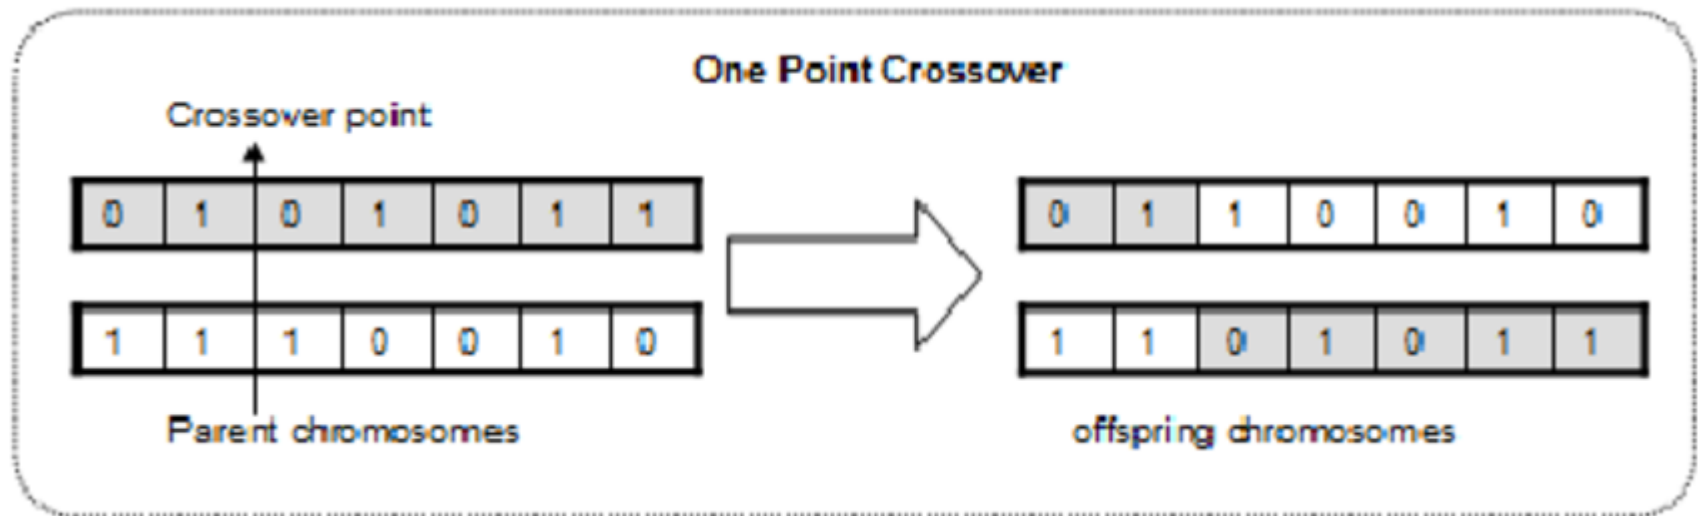 One Point Crossover
Crossover point
0 1 0 1 0 1 1
0 1 1 0 0 1 0
1 1 1 0 0 1 0
1 1 0 1 0 1 1
Parent chromosomes
offspring chromosomes